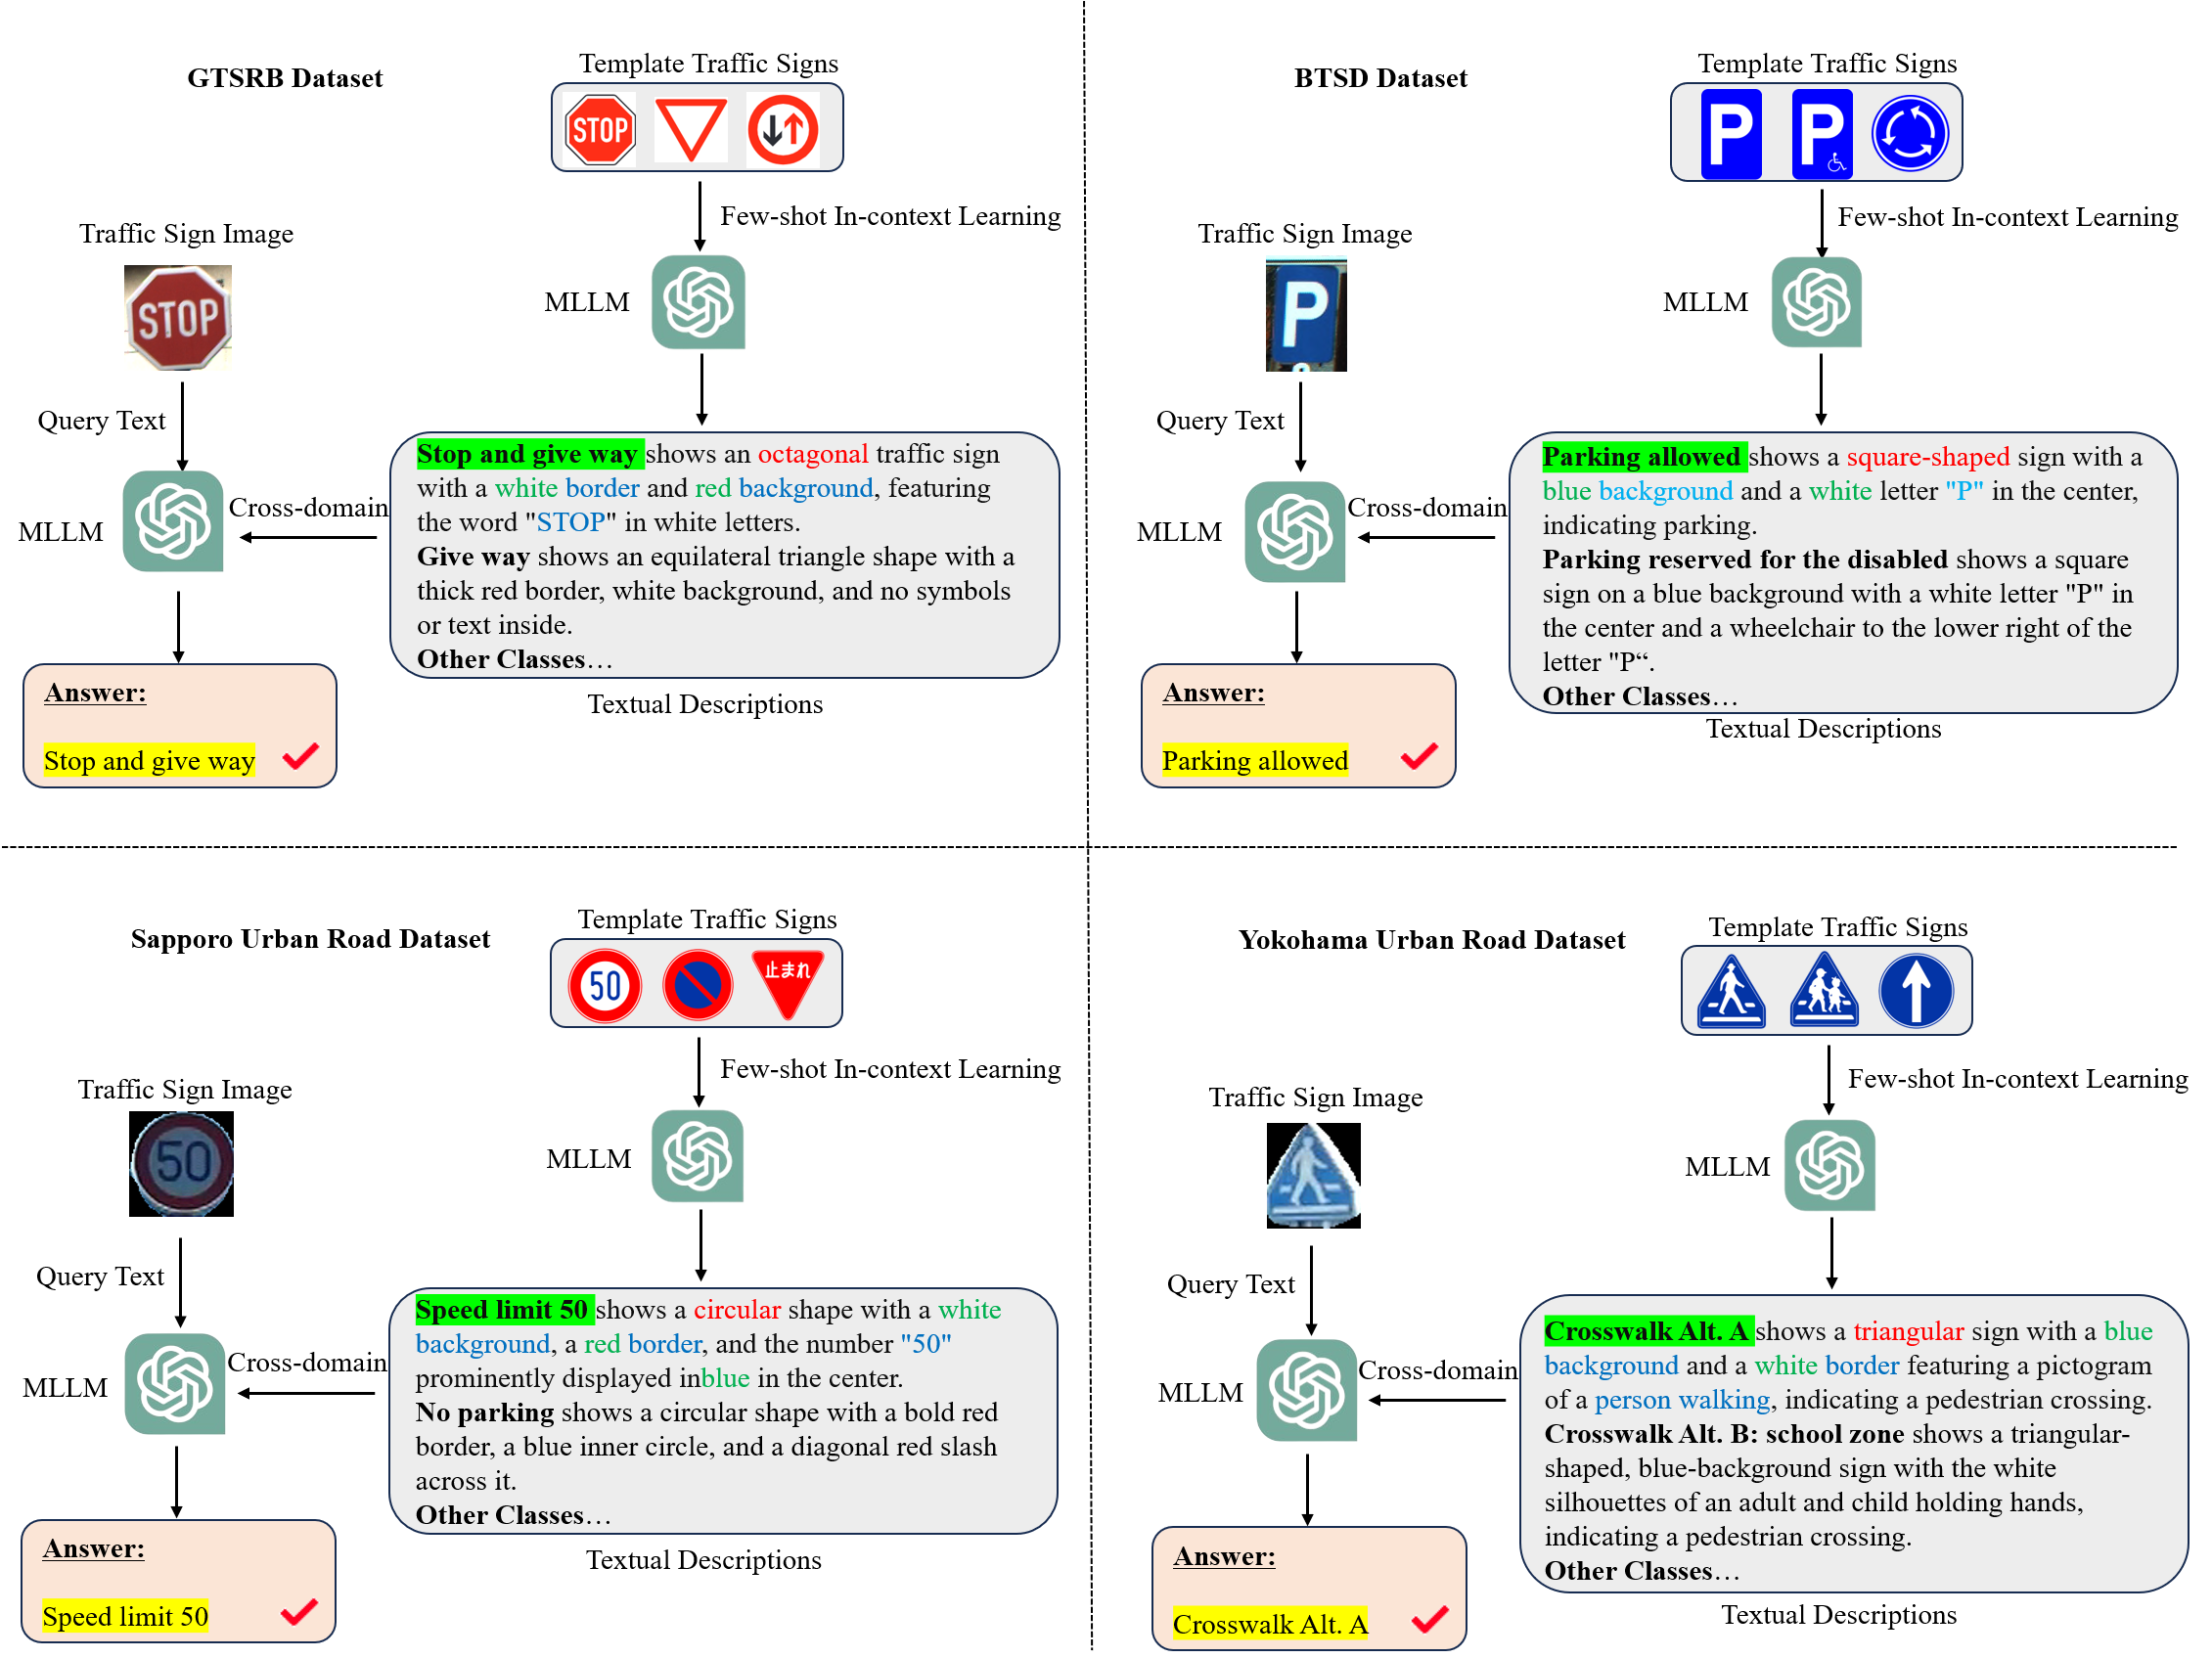 GTSRB Dataset
Template Traffic Signs
STOP
Few-shot In-context Learning
Traffic Sign Image
STOP
MLLM
Query Text
MLLM
Cross-domain
Stop and give way shows an octagonal traffic sign
with a white border and red background, featuring
the word "STOP" in white letters.
Give way shows an equilateral triangle shape with a
thick red border, white background, and no symbols
or text inside.
Other Classes…
Textual Descriptions
Answer:
Stop and give way
BTSD Dataset
Template Traffic Signs
P
P
Few-shot In-context Learning
Traffic Sign Image
P
MLLM
Query Text
MLLM
Cross-domain
Parking allowed shows a square-shaped sign with a
blue background and a white letter "P" in the center,
indicating parking.
Parking reserved for the disabled shows a square
sign on a blue background with a white letter "P" in
the center and a wheelchair to the lower right of the
letter "P“.
Other Classes…
Textual Descriptions
Answer:
Parking allowed
Sapporo Urban Road Dataset
Template Traffic Signs
50
止まれ
Few-shot In-context Learning
Traffic Sign Image
50
MLLM
Query Text
MLLM
Cross-domain
Speed limit 50 shows a circular shape with a white
background, a red border, and the number "50"
prominently displayed inblue in the center.
No parking shows a circular shape with a bold red
border, a blue inner circle, and a diagonal red slash
across it.
Other Classes…
Textual Descriptions
Answer:
Speed limit 50
Yokohama Urban Road Dataset
Template Traffic Signs
Few-shot In-context Learning
Traffic Sign Image
MLLM
Query Text
MLLM
Cross-domain
Crosswalk Alt. A shows a triangular sign with a blue
background and a white border featuring a pictogram
of a person walking, indicating a pedestrian crossing.
Crosswalk Alt. B: school zone shows a triangular-
shaped, blue-background sign with the white
silhouettes of an adult and child holding hands,
indicating a pedestrian crossing.
Other Classes…
Textual Descriptions
Answer:
Crosswalk Alt. A